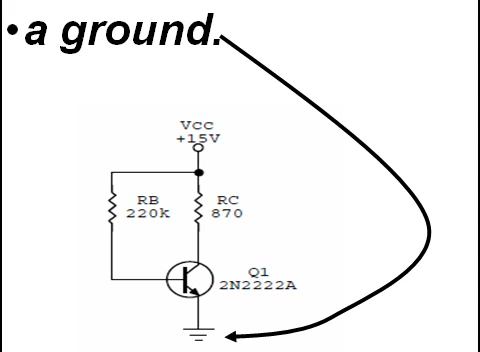 • a ground.
VCC
+15V
RB
220k
RC
870
Q1
2N2222A